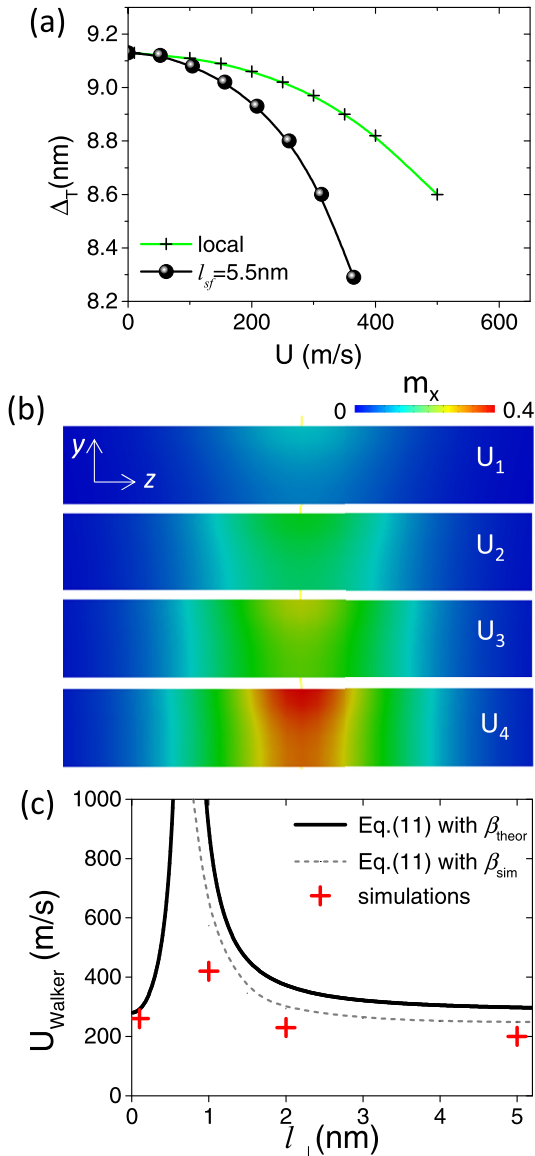 (a)
9.2
9.0
8.8
8.6
8.4
8.2
Δ_T(nm)
local
l_sf=5.5nm
0 200 400 600
U (m/s)
(b)
m_x
0 0.4
y
z
U_1
U_2
U_3
U_4
(c)
1000
800
600
400
200
0
U_Walker (m/s)
Eq.(11) with β_theor
Eq.(11) with β_sim
simulations
0 1 2 3 4 5
l_⊥(nm)